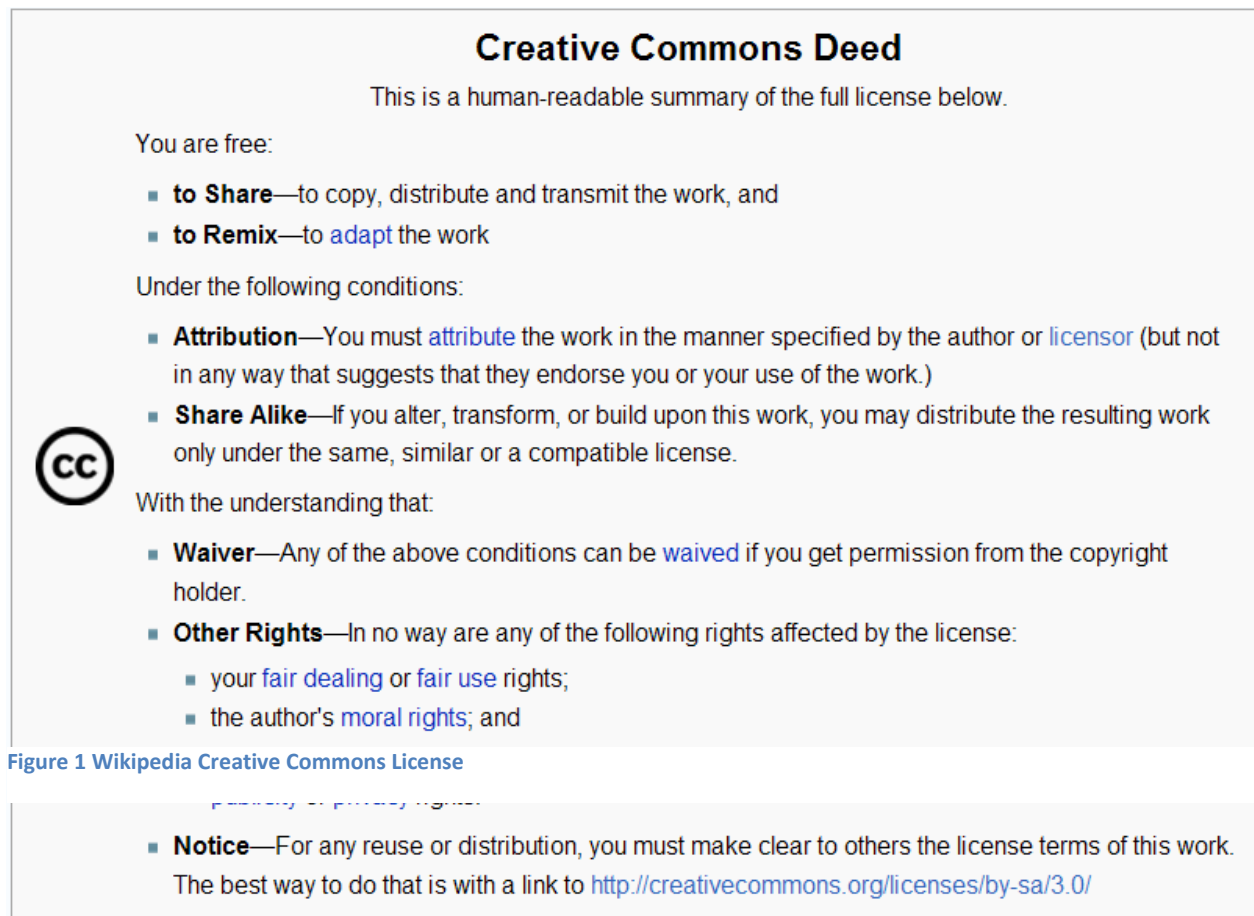 Creative Commons Deed
This is a human-readable summary of the full license below.
You are free:
to Share—to copy, distribute and transmit the work, and
to Remix—to adapt the work
Under the following conditions:
Attribution—You must attribute the work in the manner specified by the author or licensor (but not
in any way that suggests that they endorse you or your use of the work.)
Share Alike—If you alter, transform, or build upon this work, you may distribute the resulting work
only under the same, similar or a compatible license.
cc
With the understanding that:
Waiver—Any of the above conditions can be waived if you get permission from the copyright
holder.
Other Rights—In no way are any of the following rights affected by the license:
your fair dealing or fair use rights;
the author's moral rights; and
Figure 1 Wikipedia Creative Commons License
Notice—For any reuse or distribution, you must make clear to others the license terms of this work.
The best way to do that is with a link to http://creativecommons.org/licenses/by-sa/3.0/